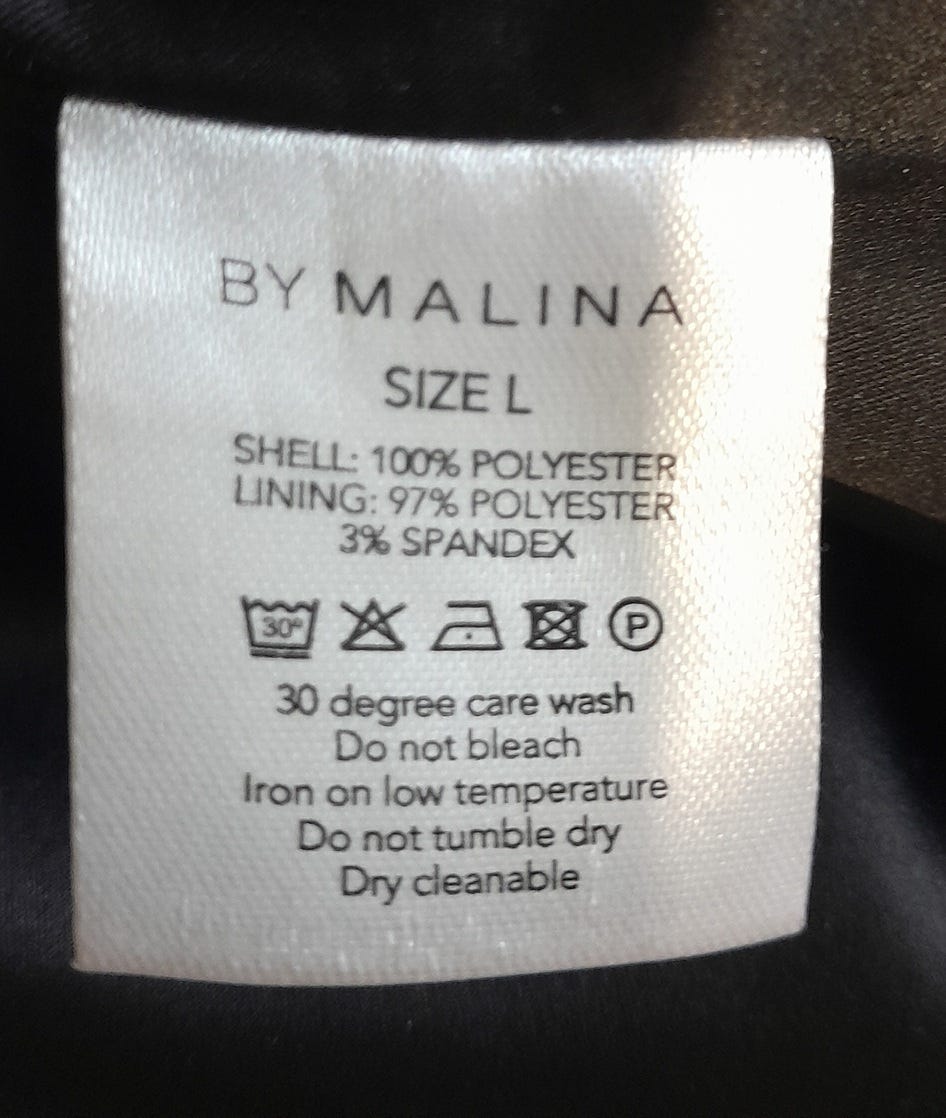 BY MALINA
SIZE L
SHELL: 100% POLYESTER
LINING: 97% POLYESTER
3% SPANDEX
30° P
30 degree care wash
Do not bleach
Iron on low temperature
Do not tumble dry
Dry cleanable